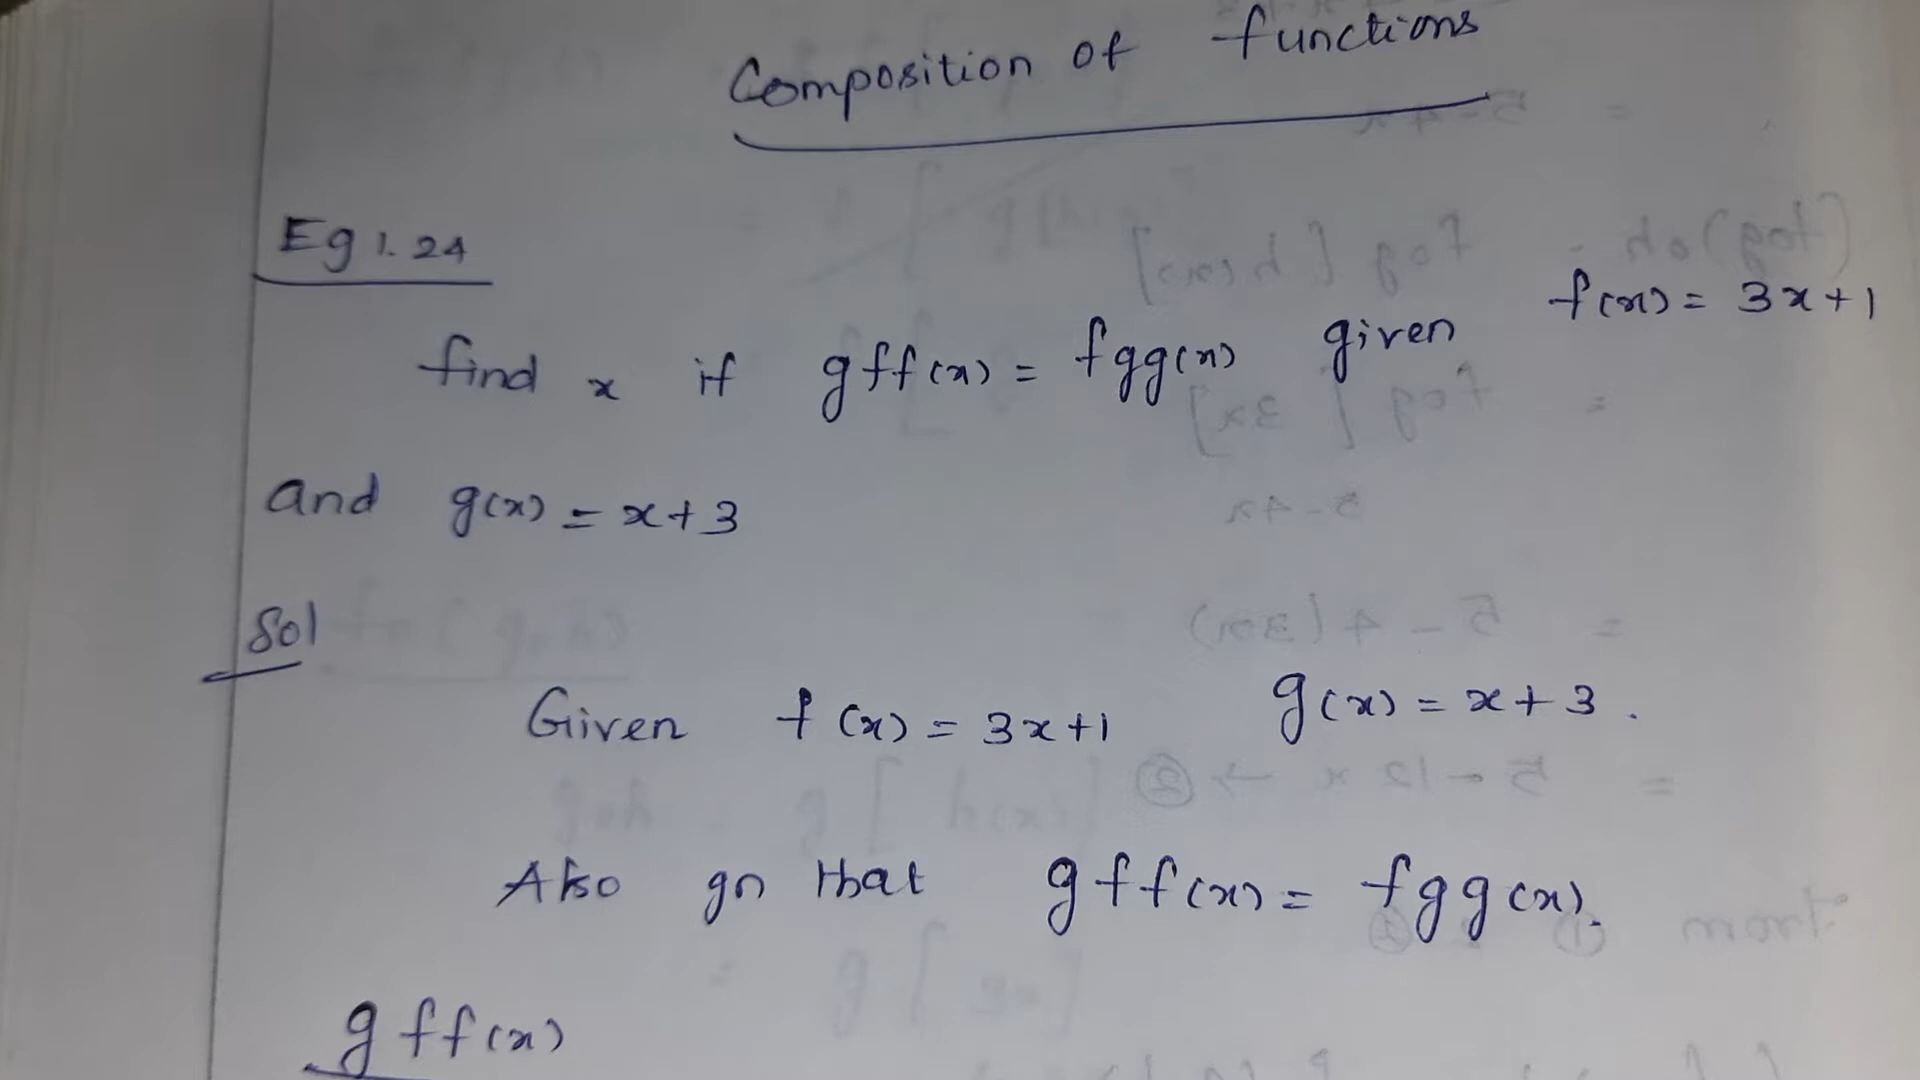 Composition of functions
Eg 1.24
find x if gff(x) = fgg(x) given f(x) = 3x+1
and g(x) = x+3
Sol
Given f(x) = 3x+1 g(x) = x+3.
Also gn that gff(x) = fgg(x).
gff(x)